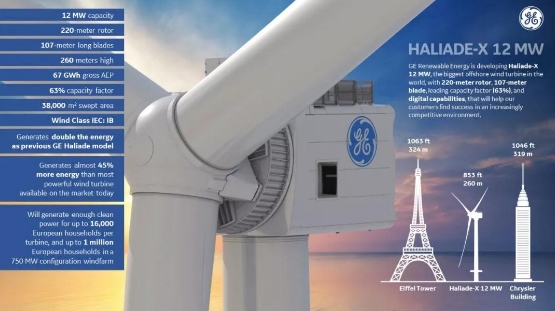 12 MW capacity
220-meter rotor
107-meter long blades
260 meters high
67 GWh gross AEP
63% capacity factor
38,000 m² swept area
Wind Class IEC: IB
Generates double the energy
as previous GE Haliade model
Generates almost 45%
more energy than most
powerful wind turbine
available on the market today
Will generate enough clean
power for up to 16,000
European households per
turbine, and up to 1 million
European households in a
750 MW configuration windfarm
GE
GE
HALIADE-X 12 MW
GE Renewable Energy is developing Haliade-X
12 MW, the biggest offshore wind turbine in the
world, with 220-meter rotor, 107-meter
blade, leading capacity factor (63%), and
digital capabilities, that will help our
customers find success in an increasingly
competitive environment.
1063 ft
324 m
853 ft
260 m
1046 ft
319 m
Eiffel Tower
Haliade-X 12 MW
Chrysler
Building